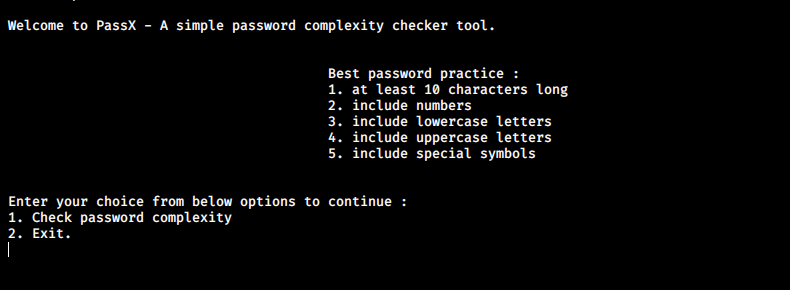 Welcome to PassX - A simple password complexity checker tool.
Best password practice :
1. at least 10 characters long
2. include numbers
3. include lowercase letters
4. include uppercase letters
5. include special symbols
Enter your choice from below options to continue :
1. Check password complexity
2. Exit.